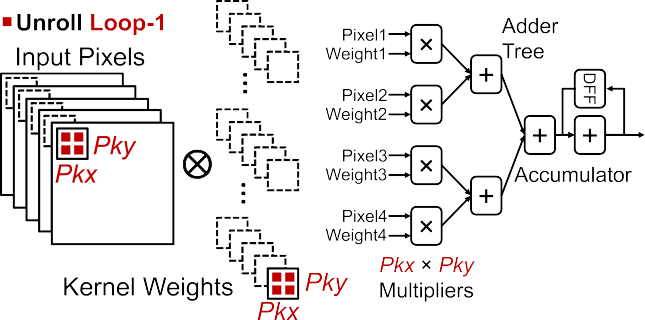 Unroll Loop-1
Input Pixels
Pky
Pkx
Kernel Weights
Pky
Pkx
Pixel1
Weight1
Pixel2
Weight2
Pixel3
Weight3
Pixel4
Weight4
×
×
×
×
+
+
+
+
Adder
Tree
DFF
Accumulator
Pkx × Pky
Multipliers